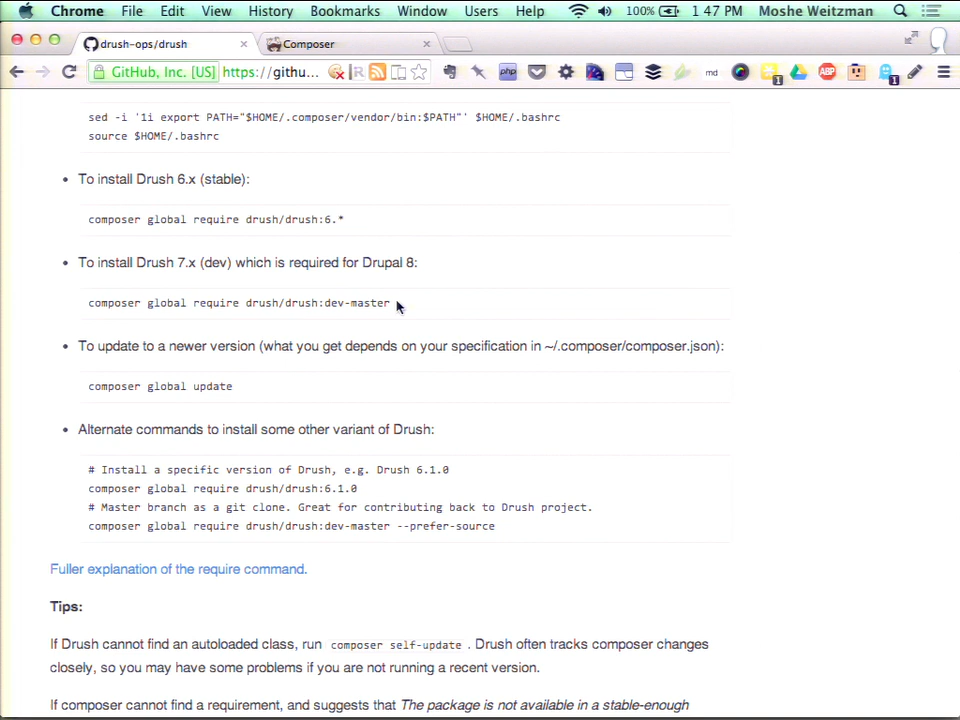 Chrome File Edit View History Bookmarks Window Users Help 100% 1:47 PM Moshe Weitzman
drush-ops/drush Composer
GitHub, Inc. [US] https://githu... php md 1 ABP 1
sed -i '1i export PATH="$HOME/.composer/vendor/bin:$PATH"' $HOME/.bashrc
source $HOME/.bashrc
• To install Drush 6.x (stable):
composer global require drush/drush:6.*
• To install Drush 7.x (dev) which is required for Drupal 8:
composer global require drush/drush:dev-master
• To update to a newer version (what you get depends on your specification in ~/.composer/composer.json):
composer global update
• Alternate commands to install some other variant of Drush:
# Install a specific version of Drush, e.g. Drush 6.1.0
composer global require drush/drush:6.1.0
# Master branch as a git clone. Great for contributing back to Drush project.
composer global require drush/drush:dev-master --prefer-source
Fuller explanation of the require command.
Tips:
If Drush cannot find an autoloaded class, run composer self-update . Drush often tracks composer changes
closely, so you may have some problems if you are not running a recent version.
If composer cannot find a requirement, and suggests that The package is not available in a stable-enough